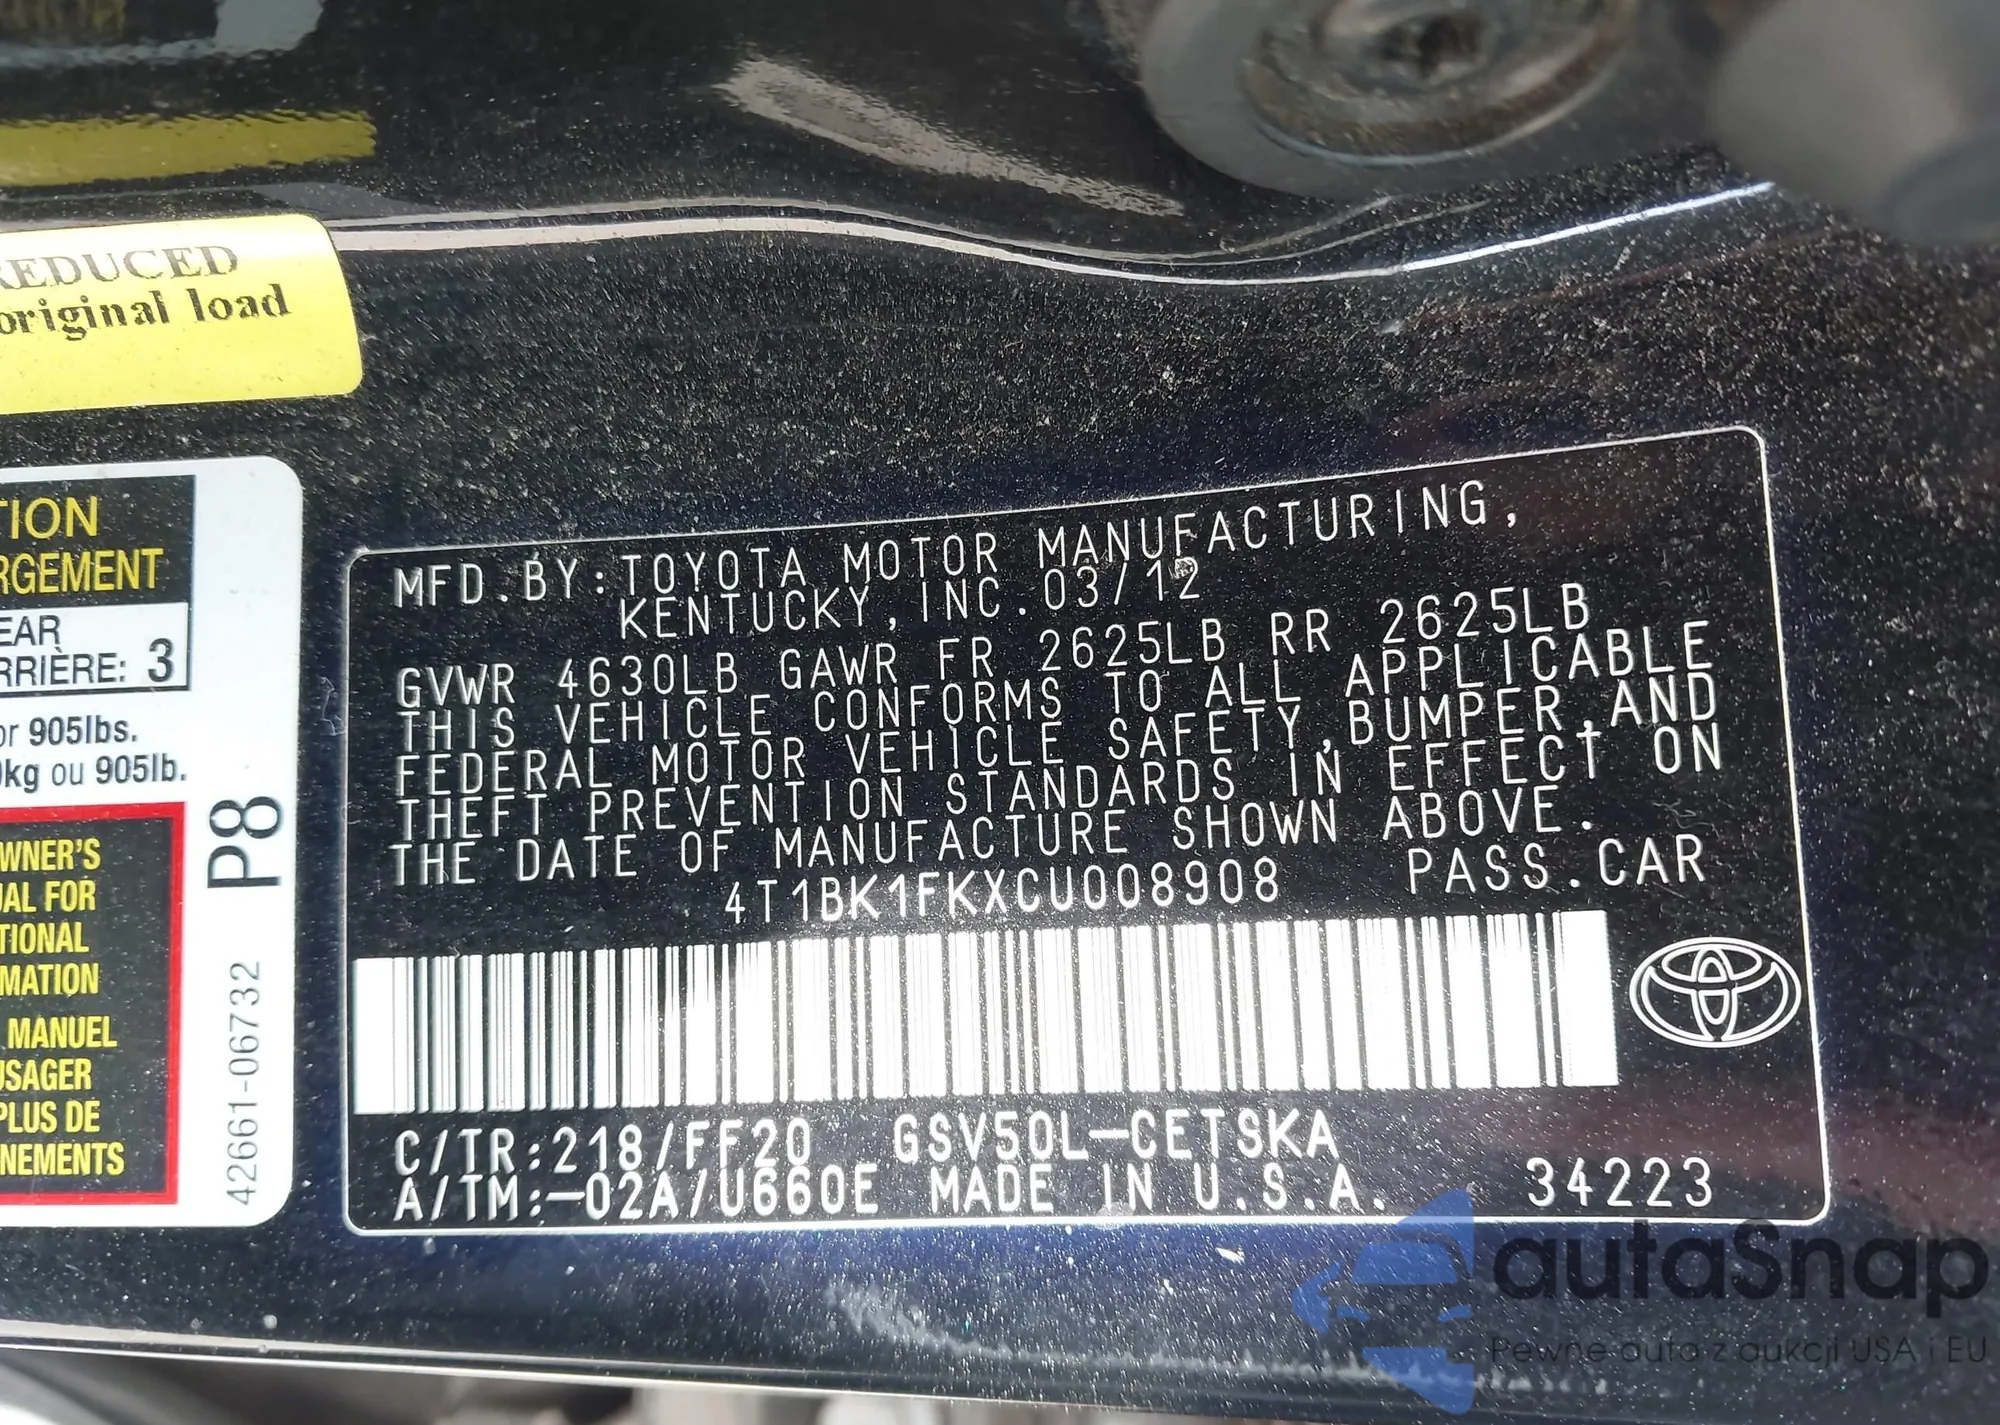 REDUCED
original load
TION
RGEMENT
EAR
RRIÈRE: 3
or 905lbs.
0kg ou 905lb.
WNER'S
UAL FOR
TIONAL
MATION
MANUEL
USAGER
PLUS DE
NEMENTS
P8
42661-06732
MFD.BY:TOYOTA MOTOR MANUFACTURING,
KENTUCKY,INC.03/12
GVWR 4630LB GAWR FR 2625LB RR 2625LB
THIS VEHICLE CONFORMS TO ALL APPLICABLE
FEDERAL MOTOR VEHICLE SAFETY,BUMPER,AND
THEFT PREVENTION STANDARDS IN EFFECT ON
THE DATE OF MANUFACTURE SHOWN ABOVE.
4T1BK1FKXCU008908 PASS.CAR
C/TR:218/FF20 GSV50L-CETSKA
A/TM:-02A/U660E MADE IN U.S.A. 34223
autaSnap
Pewne auto z aukcji USA i EU